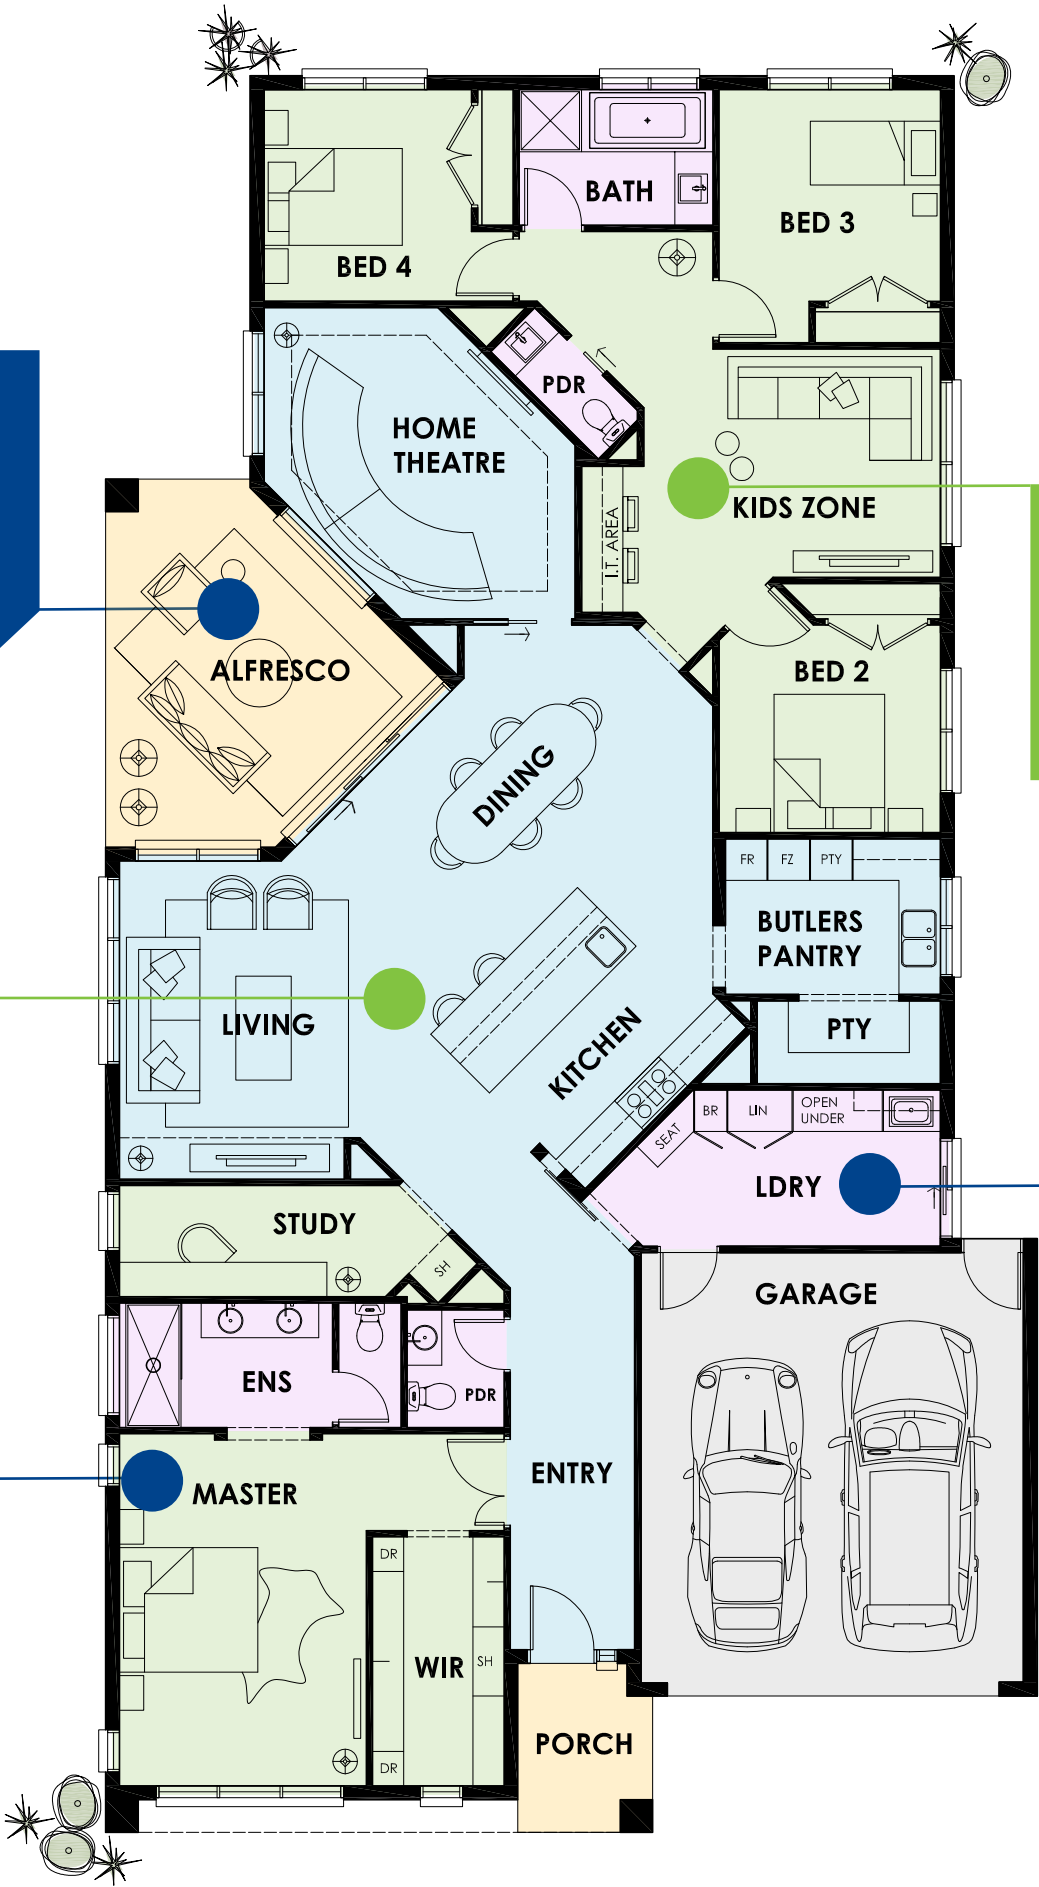 BATH
BED 3
BED 4
PDR
HOME
THEATRE
KIDS ZONE
I.T. AREA
ALFRESCO
BED 2
DINING
FR
FZ
PTY
BUTLERS
PANTRY
LIVING
PTY
KITCHEN
BR
LIN
OPEN
UNDER
SEAT
LDRY
STUDY
SH
GARAGE
ENS
PDR
ENTRY
MASTER
DR
WIR
SH
PORCH
DR